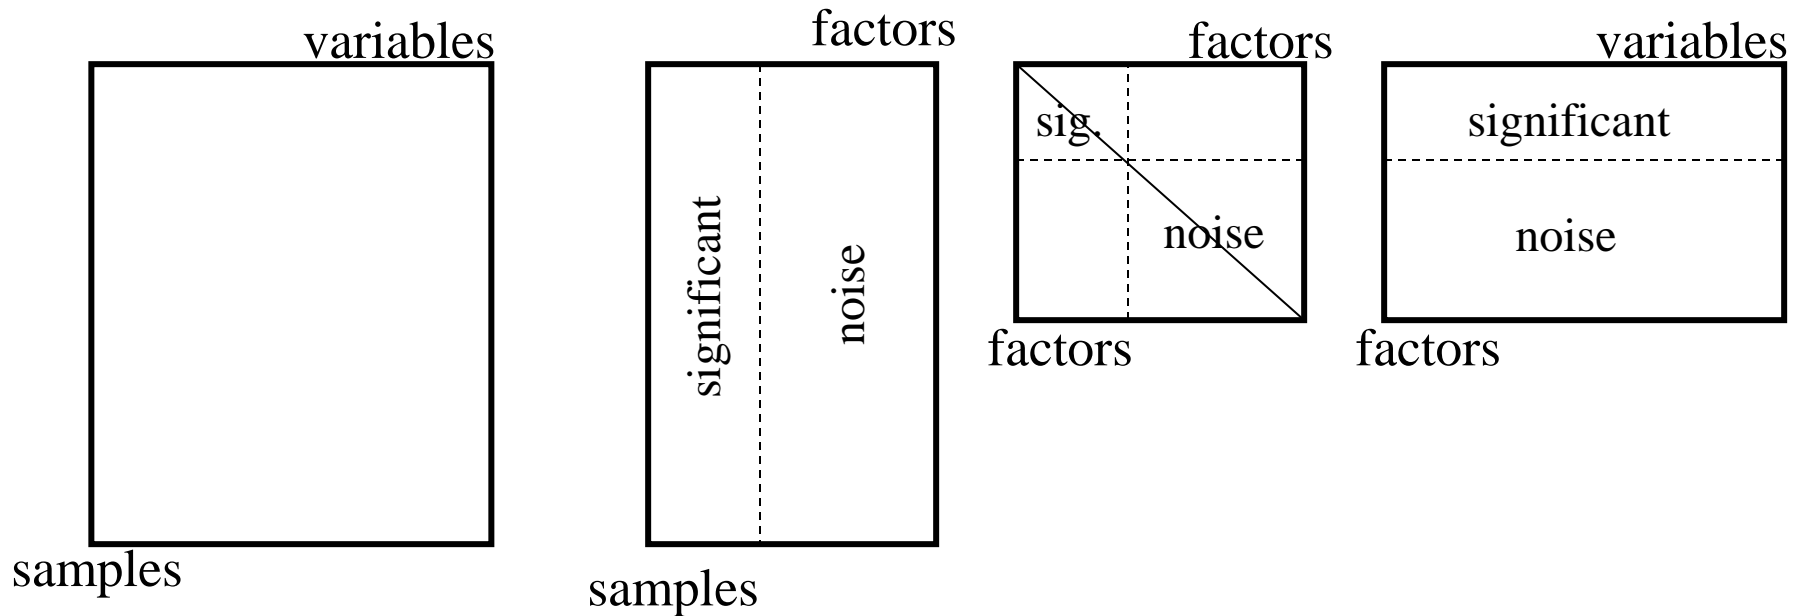 variables
samples
factors
significant
noise
samples
factors
sig.
noise
factors
variables
significant
noise
factors